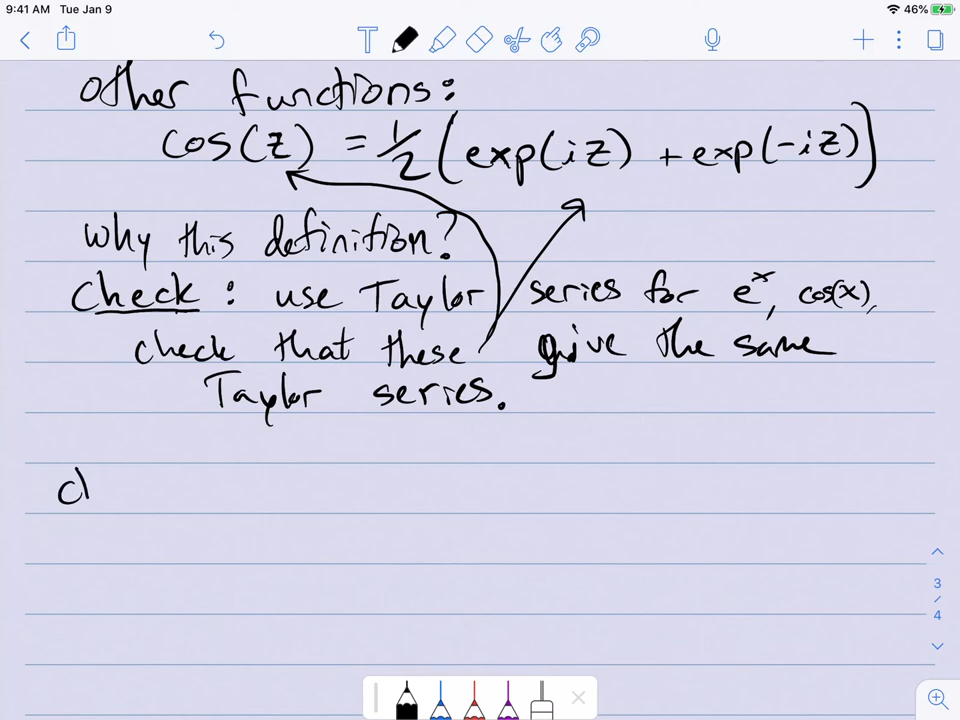 9:41 AM Tue Jan 9
46%
other functions:
cos(z) = 1/2 (exp(iz) + exp(-iz))
why this definition?
check : use Taylor series for e^x, cos(x),
check that these give the same
Taylor series.
d
3
/
4